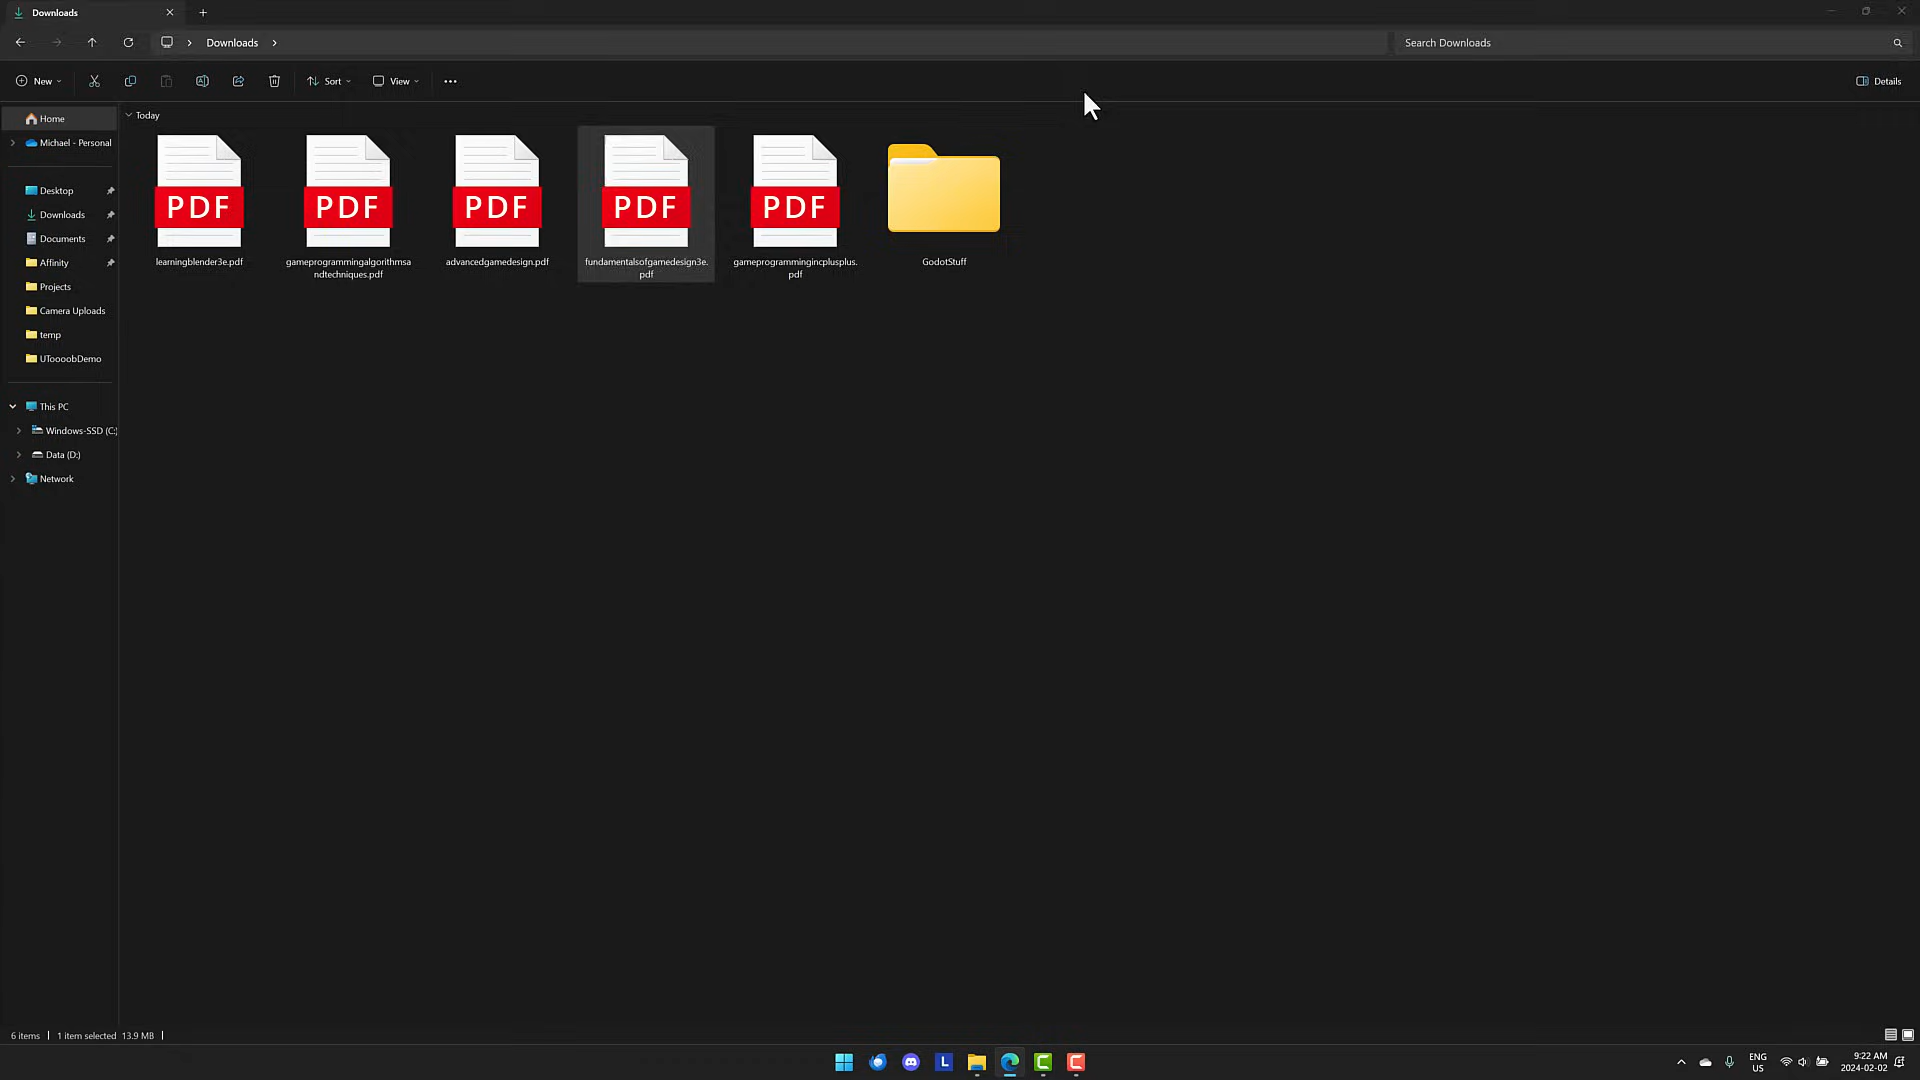 Downloads
Downloads
Search Downloads
New
Sort
View
Details
Home
Michael - Personal
Desktop
Downloads
Documents
Affinity
Projects
Camera Uploads
temp
UToooobDemo
This PC
Windows-SSD (C:)
Data (D:)
Network
Today
PDF
PDF
PDF
PDF
PDF
learningblender3e.pdf
gameprogrammingalgorithmsa
ndtechniques.pdf
advancedgamedesign.pdf
fundamentalsofgamedesign3e.
pdf
gameprogrammingincplusplus.
pdf
GodotStuff
6 items
1 item selected 13.9 MB
L
ENG
US
9:22 AM
2024-02-02